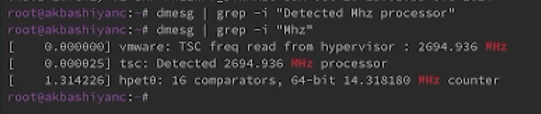 root@akbashiyanc:~# dmesg | grep -i "Detected Mhz processor"
root@akbashiyanc:~# dmesg | grep -i "Mhz"
[    0.000000] vmware: TSC freq read from hypervisor : 2694.936 MHz
[    0.000025] tsc: Detected 2694.936 MHz processor
[    1.314226] hpet0: 16 comparators, 64-bit 14.318180 MHz counter
root@akbashiyanc:~#